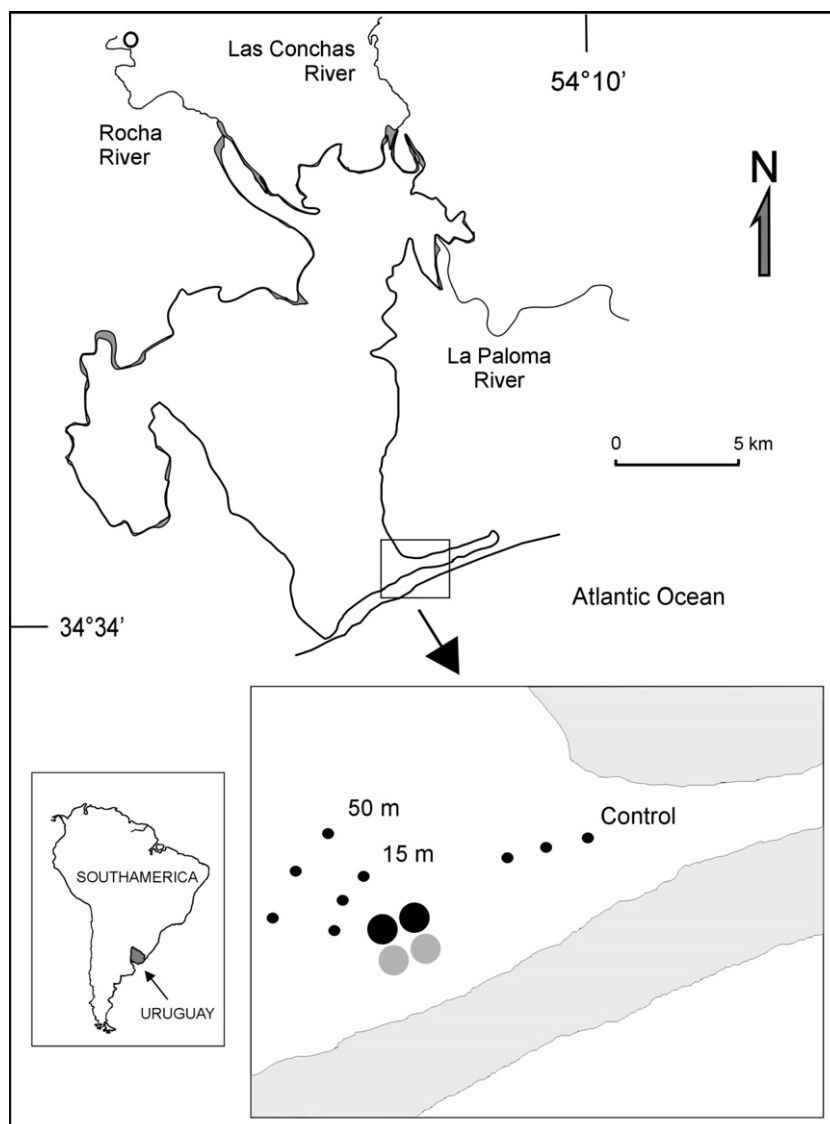 Las Conchas
River
54°10’
Rocha
River
N
La Paloma
River
0 5 km
Atlantic Ocean
34°34’
50 m
15 m
Control
SOUTHAMERICA
URUGUAY